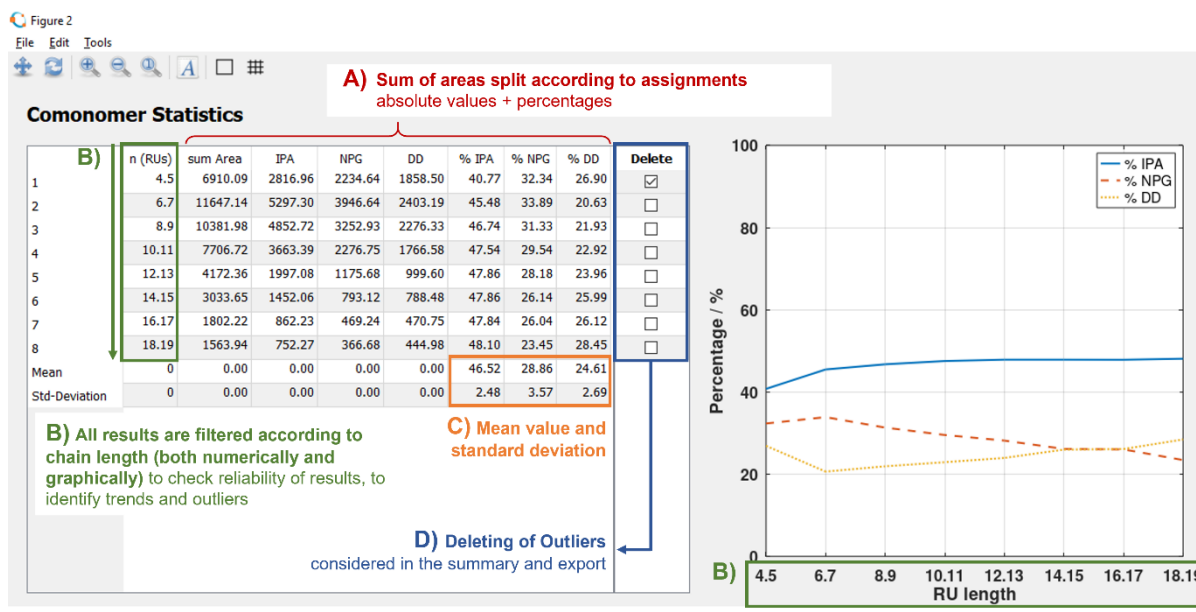 Figure 2
File Edit Tools
A
A) Sum of areas split according to assignments
absolute values + percentages
Comonomer Statistics
B)
n (RUs) sum Area IPA NPG DD % IPA % NPG % DD Delete
1 4.5 6910.09 2816.96 2234.64 1858.50 40.77 32.34 26.90
2 6.7 11647.14 5297.30 3946.64 2403.19 45.48 33.89 20.63
3 8.9 10381.98 4852.72 3252.93 2276.33 46.74 31.33 21.93
4 10.11 7706.72 3663.39 2276.75 1766.58 47.54 29.54 22.92
5 12.13 4172.36 1997.08 1175.68 999.60 47.86 28.18 23.96
6 14.15 3033.65 1452.06 793.12 788.48 47.86 26.14 25.99
7 16.17 1802.22 862.23 469.24 470.75 47.84 26.04 26.12
8 18.19 1563.94 752.27 366.68 444.98 48.10 23.45 28.45
Mean 0 0.00 0.00 0.00 0.00 46.52 28.86 24.61
Std-Deviation 0 0.00 0.00 0.00 0.00 2.48 3.57 2.69
B) All results are filtered according to
chain length (both numerically and
graphically) to check reliability of results, to
identify trends and outliers
C) Mean value and
standard deviation
D) Deleting of Outliers
considered in the summary and export
% IPA
% NPG
% DD
Percentage / %
100
80
60
40
20
0
B)
4.5 6.7 8.9 10.11 12.13 14.15 16.17 18.19
RU length